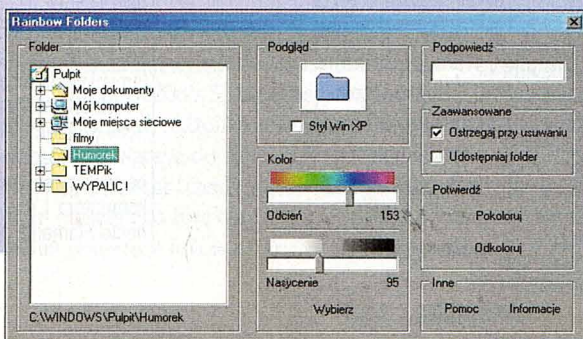 Rainbow Folders
Folder
Pulpit
Moje dokumenty
Mój komputer
Moje miejsca sieciowe
filmy
Humorek
TEMPik
WYPALIC !
C:\WINDOWS\Pulpit\Humorek
Podgląd
Styl Win XP
Kolor
Odcień 153
Nasycenie 95
Wybierz
Podpowiedź
Zaawansowane
Ostrzegaj przy usuwaniu
Udostępniaj folder
Potwierdź
Pokoloruj
Odkoloruj
Inne
Pomoc Informacje